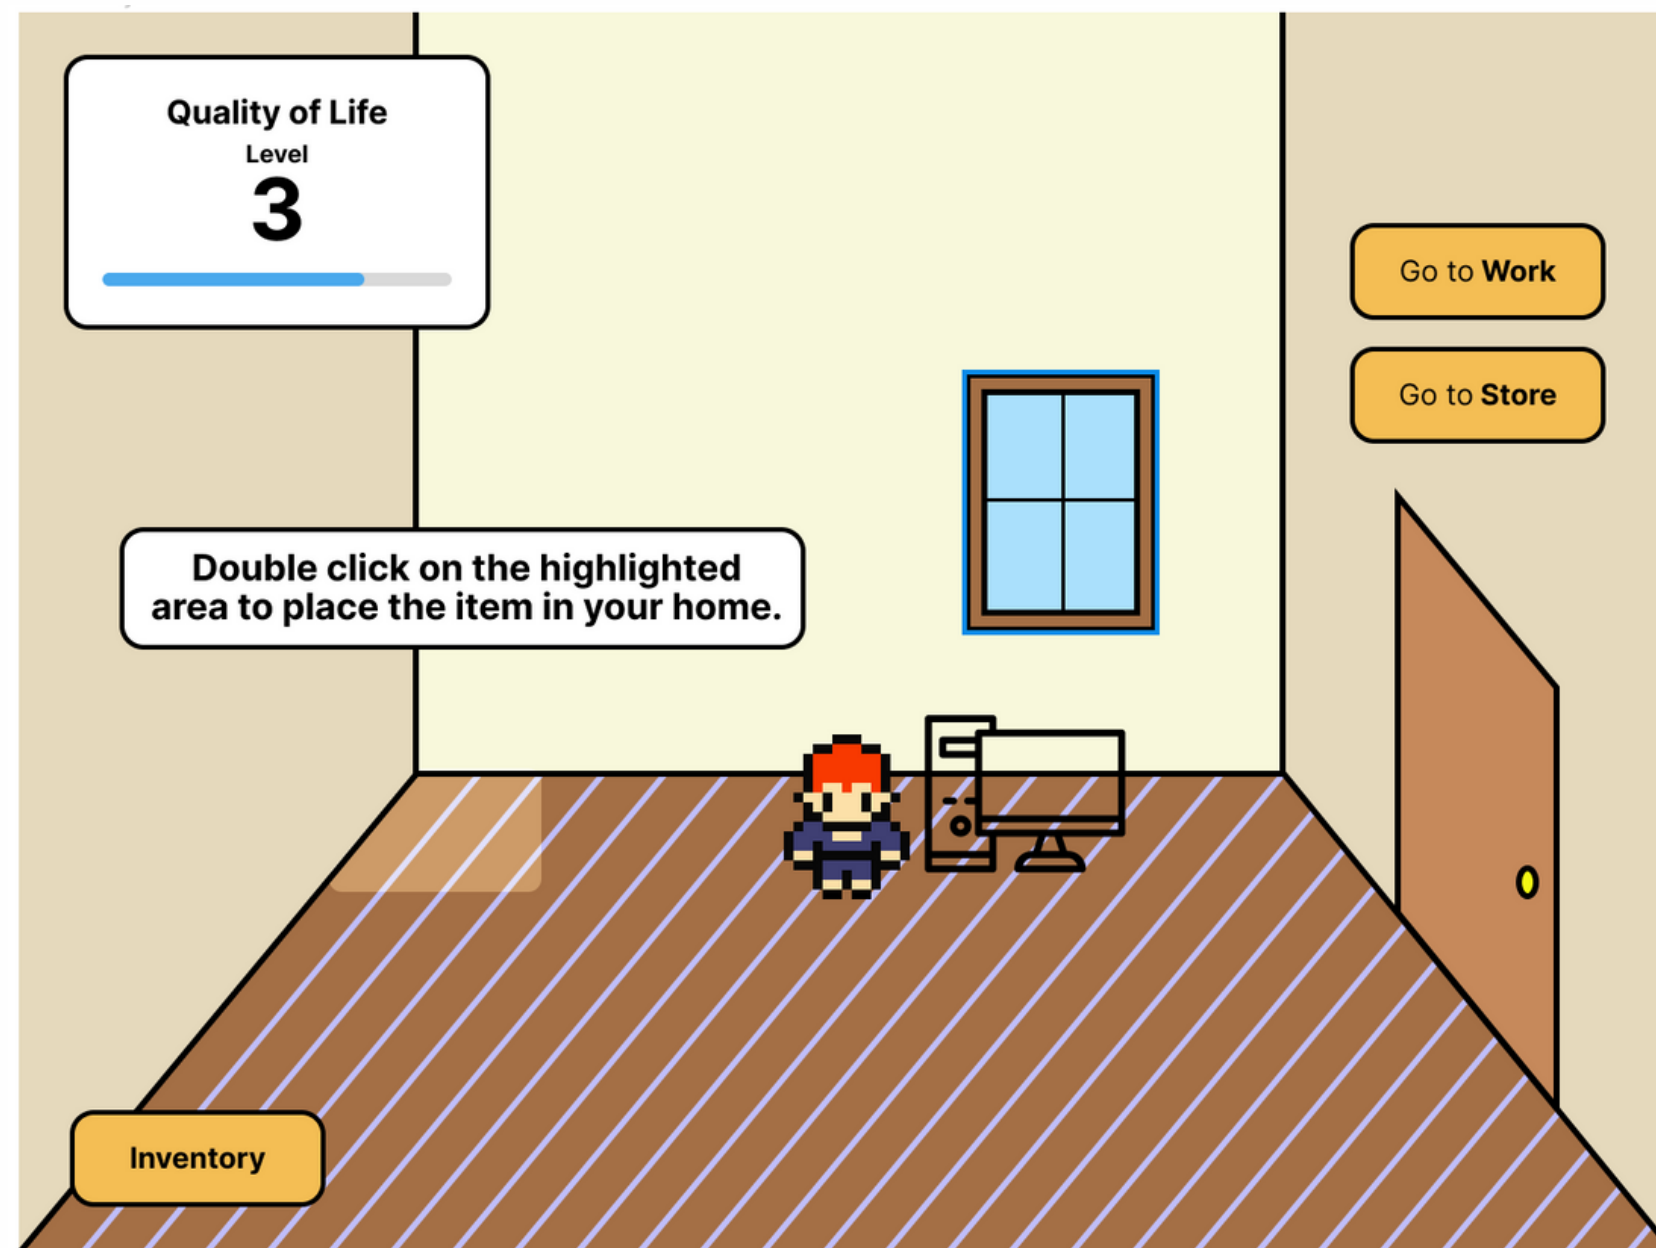 Quality of Life
Level
3
Go to Work
Go to Store
Double click on the highlighted
area to place the item in your home.
Inventory